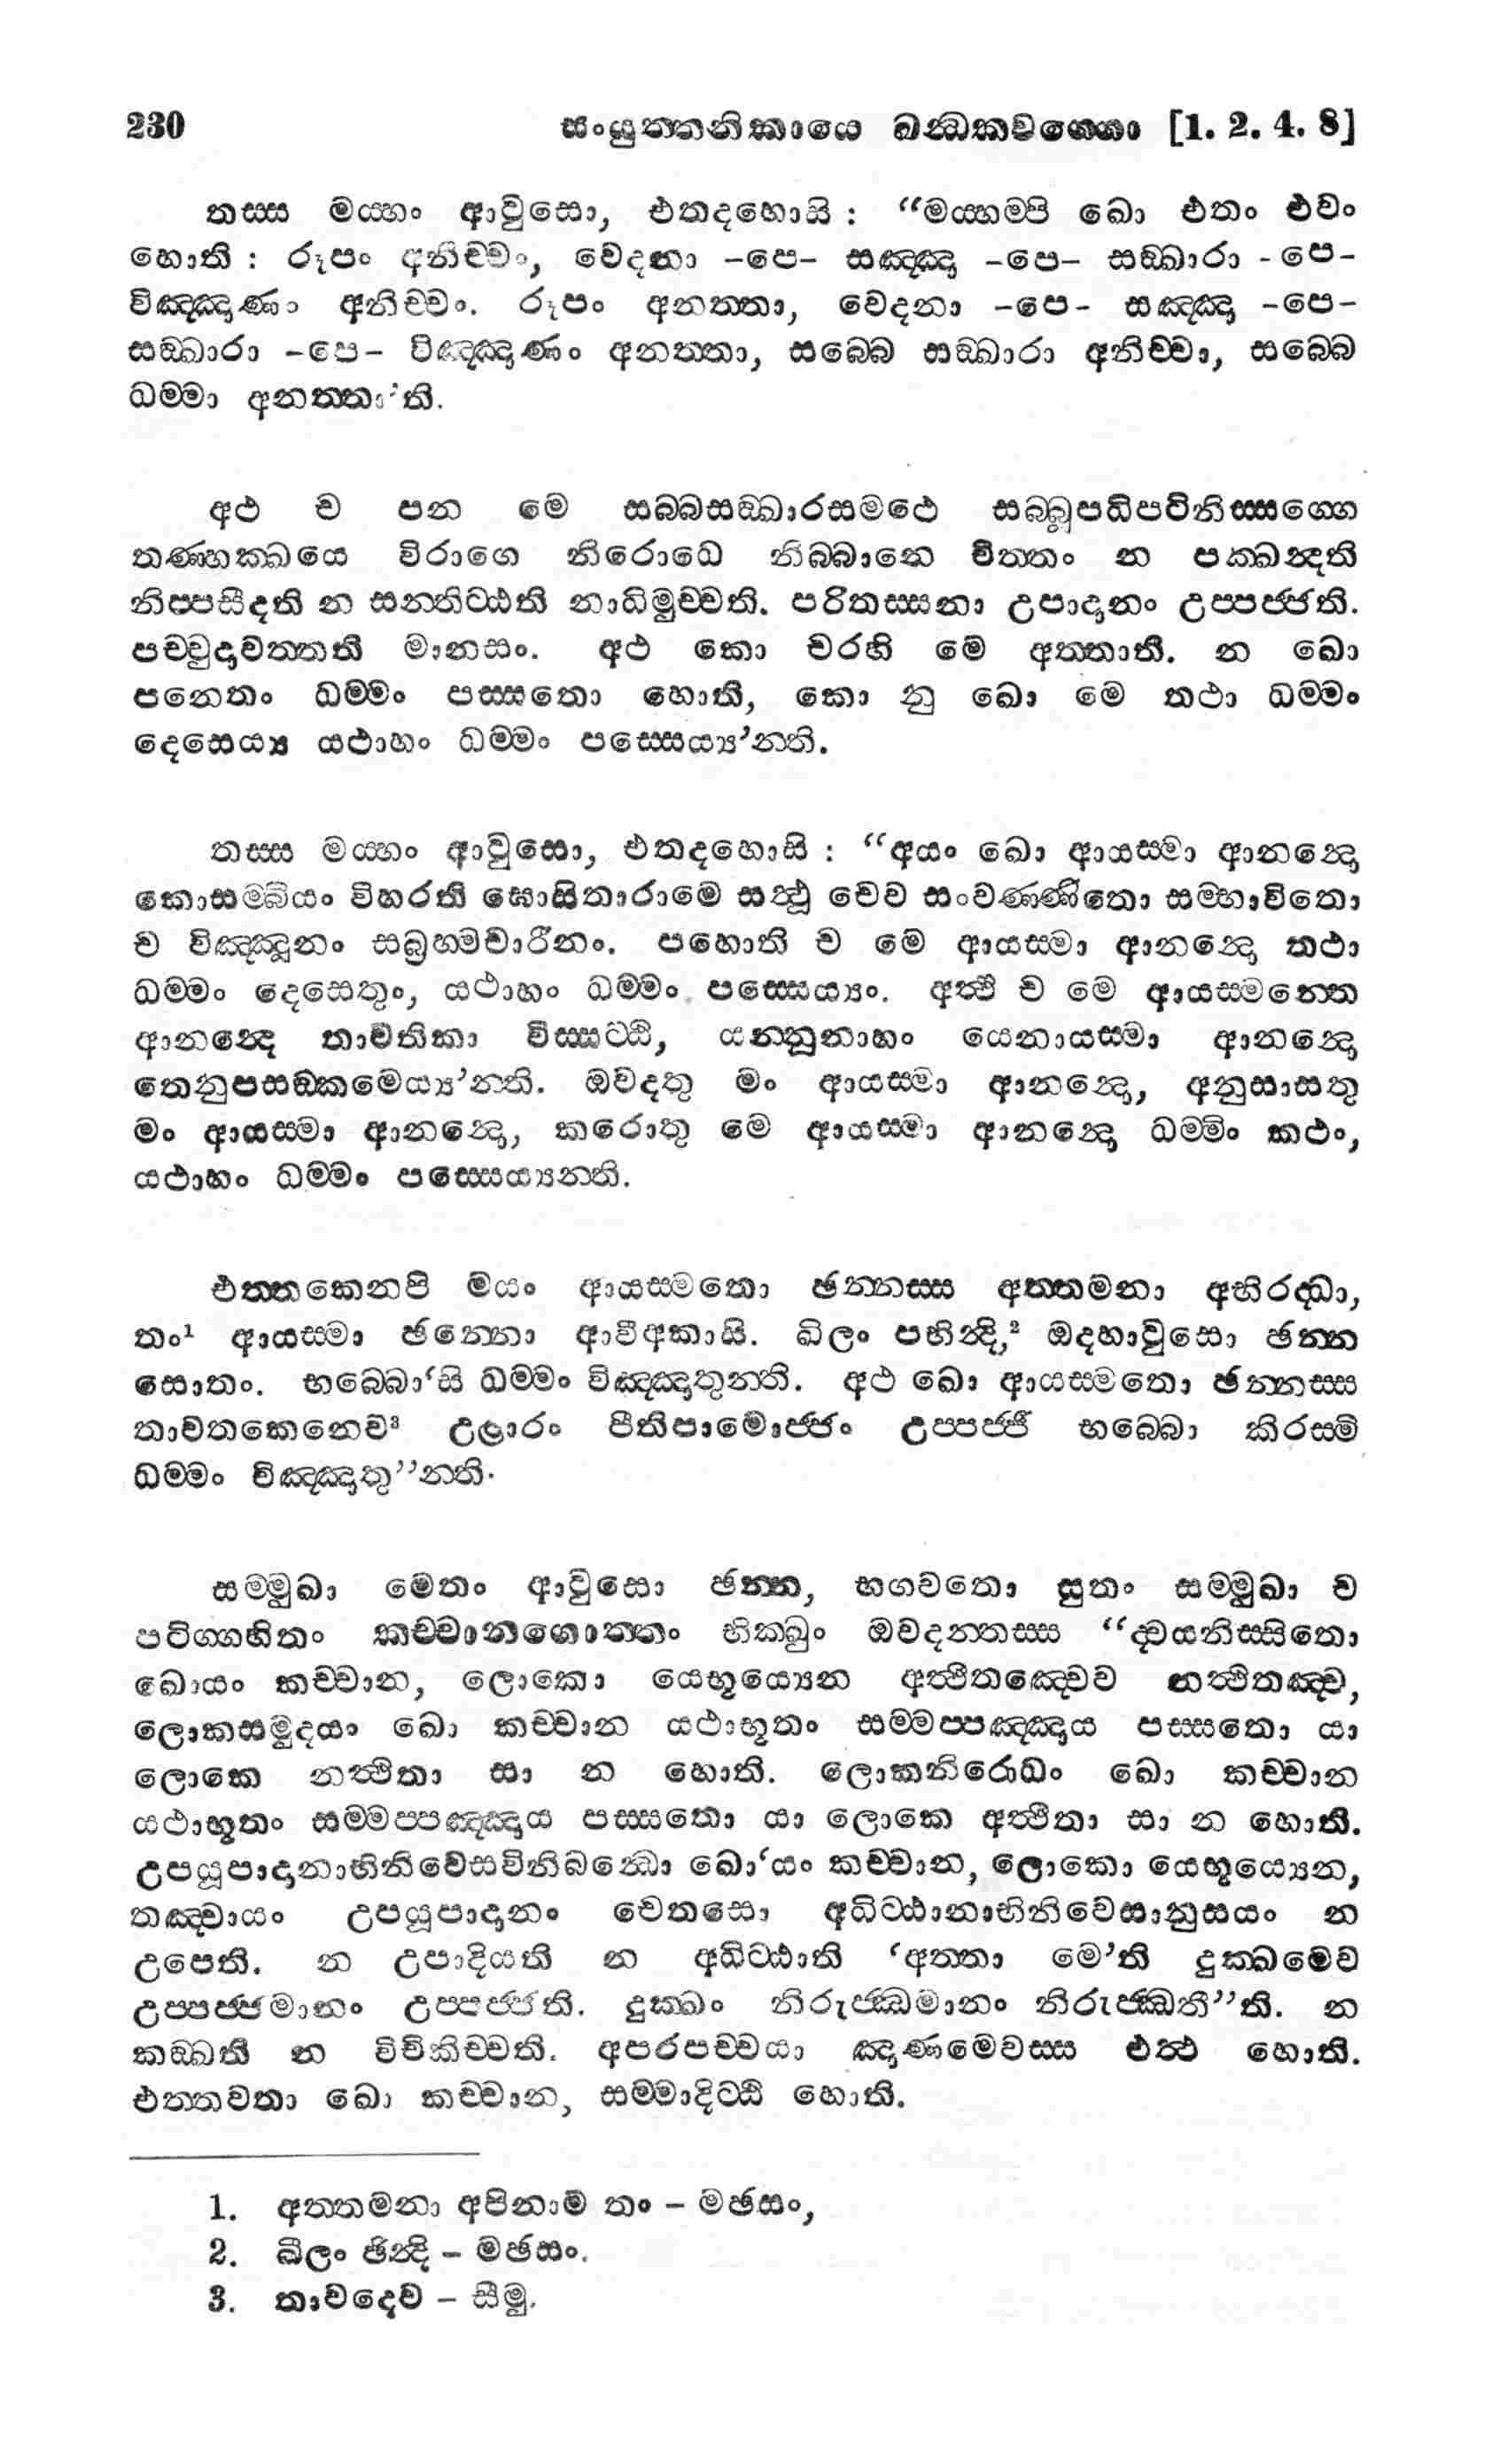 230 සංයුත්තනිකායෙ ඛන්ධකවග්ගො [1. 2. 4. 8]
තස්ස මය්හං ආවුසො, එතදහොසි : “මය්හම්පි ඛො එතං එවං
හොති : රූපං අනිච්චං, වෙදනා -පෙ- සඤ්ඤා -පෙ- සඞ්ඛාරා -පෙ-
විඤ්ඤාණං අනිච්චං. රූපං අනත්තා, වෙදනා -පෙ- සඤ්ඤා -පෙ-
සඞ්ඛාරා -පෙ- විඤ්ඤාණං අනත්තා, සබ්බෙ සඞ්ඛාරා අනිච්චා, සබ්බෙ
ධම්මා අනත්තා’ති.
අථ ච පන මෙ සබ්බසඞ්ඛාරසමථෙ සබ්බූපධිපටිනිස්සග්ගෙ
තණ්හක්ඛයෙ විරාගෙ නිරොධෙ නිබ්බානෙ චිත්තං න පක්ඛන්දති
නිප්පසීදති න සන්තිට්ඨති නාධිමුච්චති. පරිතස්සනා උපාදානං උප්පජ්ජති.
පච්චුදාවත්තති මානසං. අථ කො චරහි මෙ අත්තාති. න ඛො
පනෙතං ධම්මං පස්සතො හොති, කො නු ඛො මෙ තථා ධම්මං
දෙසෙය්‍ය යථාහං ධම්මං පස්සෙය්‍ය’න්ති.
තස්ස මය්හං ආවුසො, එතදහොසි : “අයං ඛො ආයස්මා ආනන්දො
කොසම්බියං විහරති ඝොසිතාරාමෙ සත්ථු චෙව සංවණ්ණිතො සම්භාවිතො
ච විඤ්ඤූනං සබ්‍රහ්මචාරීනං. පහොති ච මෙ ආයස්මා ආනන්දො තථා
ධම්මං දෙසෙතුං, යථාහං ධම්මං පස්සෙය්‍යං. අත්ථි ච මෙ ආයස්මන්තෙ
ආනන්දෙ තාවතිකා විස්සට්ඨි, යන්නූනාහං යෙනායස්මා ආනන්දො
තෙනුපසඞ්කමෙය්‍ය’න්ති. ඔවදතු මං ආයස්මා ආනන්දො, අනුසාසතු
මං ආයස්මා ආනන්දො, කරොතු මෙ ආයස්මා ආනන්දො ධම්මිං කථං,
යථාහං ධම්මං පස්සෙය්‍යන්ති.
එත්තකෙනපි මයං ආයස්මතො ඡන්නස්ස අත්තමනා අභිරද්ධා,
තං¹ ආයස්මා ඡන්නො ආවීඅකාසි. ඛිලං පභින්දි,² ඔදහාවුසො ඡන්න
සොතං. භබ්බො‘සි ධම්මං විඤ්ඤාතුන්ති. අථ ඛො ආයස්මතො ඡන්නස්ස
තාවතකෙනෙව³ උළාරං පීතිපාමොජ්ජං උප්පජ්ජි භබ්බො කිරස්මි
ධම්මං විඤ්ඤාතු”න්ති.
සම්මුඛා මෙතං ආවුසො ඡන්න, භගවතො සුතං සම්මුඛා ච
පටිග්ගහිතං කච්චානගොත්තං භික්ඛුං ඔවදන්තස්ස “ද්වයනිස්සිතො
ඛොයං කච්චාන, ලොකො යෙභූය්‍යෙන අත්ථිතඤ්චෙව නත්ථිතඤ්ච,
ලොකසමුදයං ඛො කච්චාන යථාභූතං සම්මප්පඤ්ඤාය පස්සතො යා
ලොකෙ නත්ථිතා සා න හොති. ලොකනිරොධං ඛො කච්චාන
යථාභූතං සම්මප්පඤ්ඤාය පස්සතො යා ලොකෙ අත්ථිතා සා න හොති.
උපයූපාදානාභිනිවෙසවිනිබන්ධො ඛො‘යං කච්චාන, ලොකො යෙභූය්‍යෙන,
තඤ්චායං උපයූපාදානං චෙතසො අධිට්ඨානාභිනිවෙසානුසයං න
උපෙති. න උපාදියති න අධිට්ඨාති ‘අත්තා මෙ’ති දුක්ඛමෙව
උප්පජ්ජමානං උප්පජ්ජති. දුක්ඛං නිරුජ්ඣමානං නිරුජ්ඣතී”ති. න
කඞ්ඛති න විචිකිච්චති. අපරපච්චයා ඤාණමෙවස්ස එත්ථ හොති.
එත්තවතා ඛො කච්චාන, සම්මාදිට්ඨි හොති.
1. අත්තමනා අපිනාම තං – මඡසං,
2. ඛීලං ඡින්දි – මඡසං.
3. තාවදෙව – සීමු.